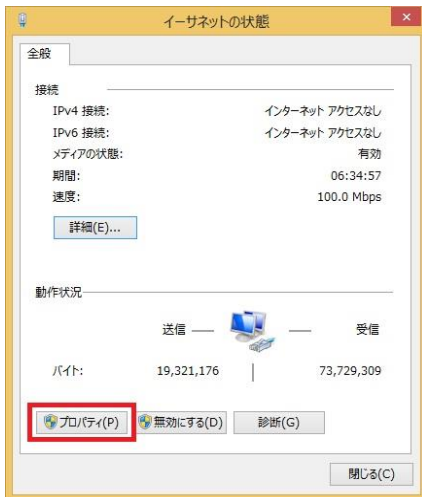 イーサネットの状態
全般
接続
IPv4 接続: インターネット アクセスなし
IPv6 接続: インターネット アクセスなし
メディアの状態: 有効
期間: 06:34:57
速度: 100.0 Mbps
詳細(E)...
動作状況
送信 受信
バイト: 19,321,176 73,729,309
プロパティ(P) 無効にする(D) 診断(G)
閉じる(C)